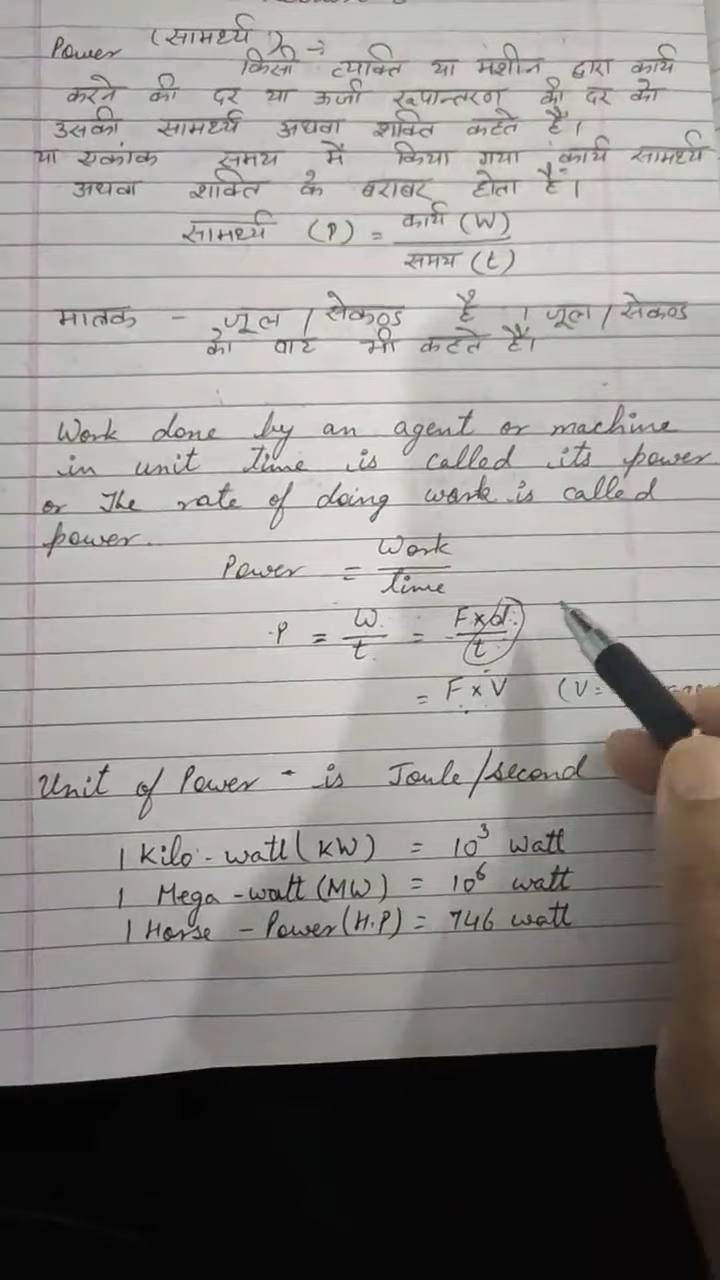 Power (सामर्थ्य) →
किसी व्यक्ति या मशीन द्वारा कार्य
करने की दर या ऊर्जा रूपान्तरण की दर को
उसकी सामर्थ्य अथवा शक्ति कहते हैं।
या एकांक समय में किया गया कार्य सामर्थ्य
अथवा शक्ति के बराबर होता है।
सामर्थ्य (P) = कार्य (W) / समय (t)
मात्रक - जूल / सेकण्ड है । जूल / सेकण्ड
को वाट भी कहते हैं।
Work done by an agent or machine
in unit time is called its power
or The rate of doing work is called
power.
Power = Work / time
P = W / t = F x d / t
= F x V (V=
Unit of Power - is Joule/second
1 Kilo-watt (KW) = 10³ Watt
1 Mega-watt (MW) = 10⁶ watt
1 Horse-Power (H.P) = 746 watt